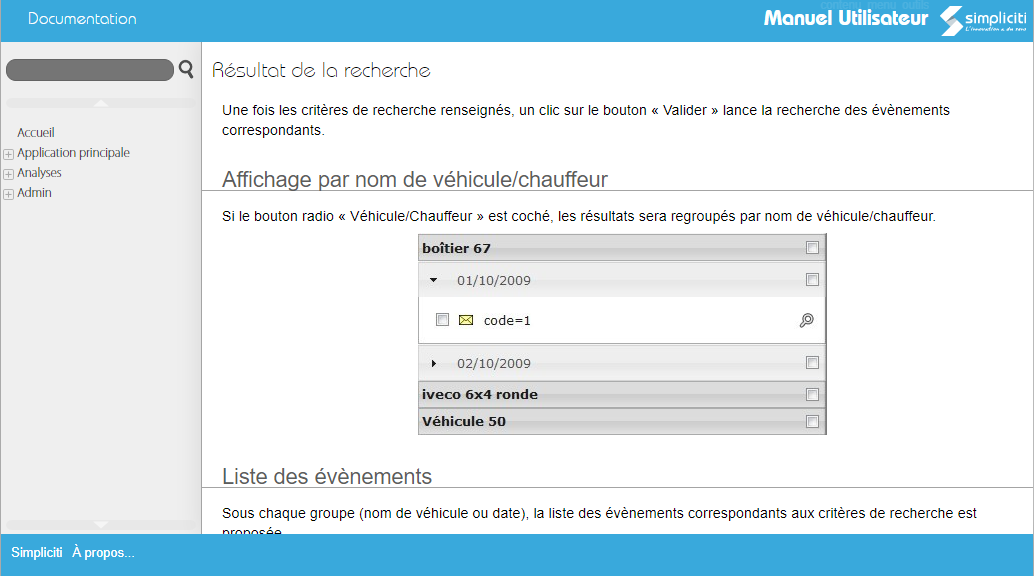 Documentation
contenu menu outils
Manuel Utilisateur
simpliciti
L'innovation a du sens
Résultat de la recherche
Une fois les critères de recherche renseignés, un clic sur le bouton « Valider » lance la recherche des évènements
correspondants.
Accueil
Application principale
Analyses
Admin
Affichage par nom de véhicule/chauffeur
Si le bouton radio « Véhicule/Chauffeur » est coché, les résultats sera regroupés par nom de véhicule/chauffeur.
boîtier 67
01/10/2009
code=1
02/10/2009
iveco 6x4 ronde
Véhicule 50
Liste des évènements
Sous chaque groupe (nom de véhicule ou date), la liste des évènements correspondants aux critères de recherche est
proposée.
Simpliciti À propos...